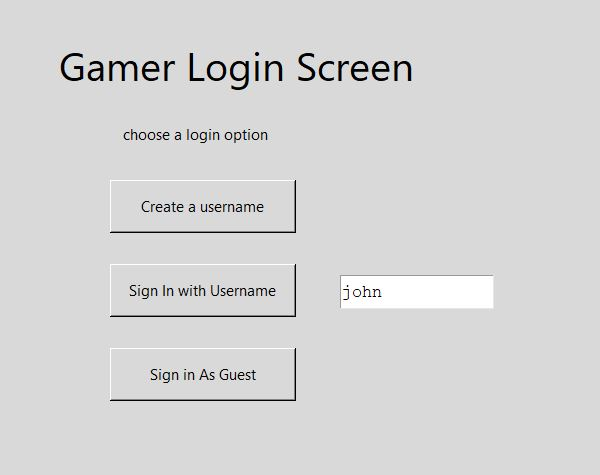 Gamer Login Screen
choose a login option
Create a username
Sign In with Username
john
Sign in As Guest